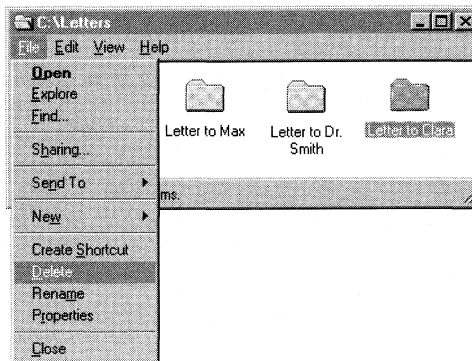 C:\Letters
File Edit View Help
Open
Explore
Find...
Sharing...
Send To
New
Create Shortcut
Delete
Rename
Properties
Close
Letter to Max
Letter to Dr.
Smith
Letter to Clara
ms.